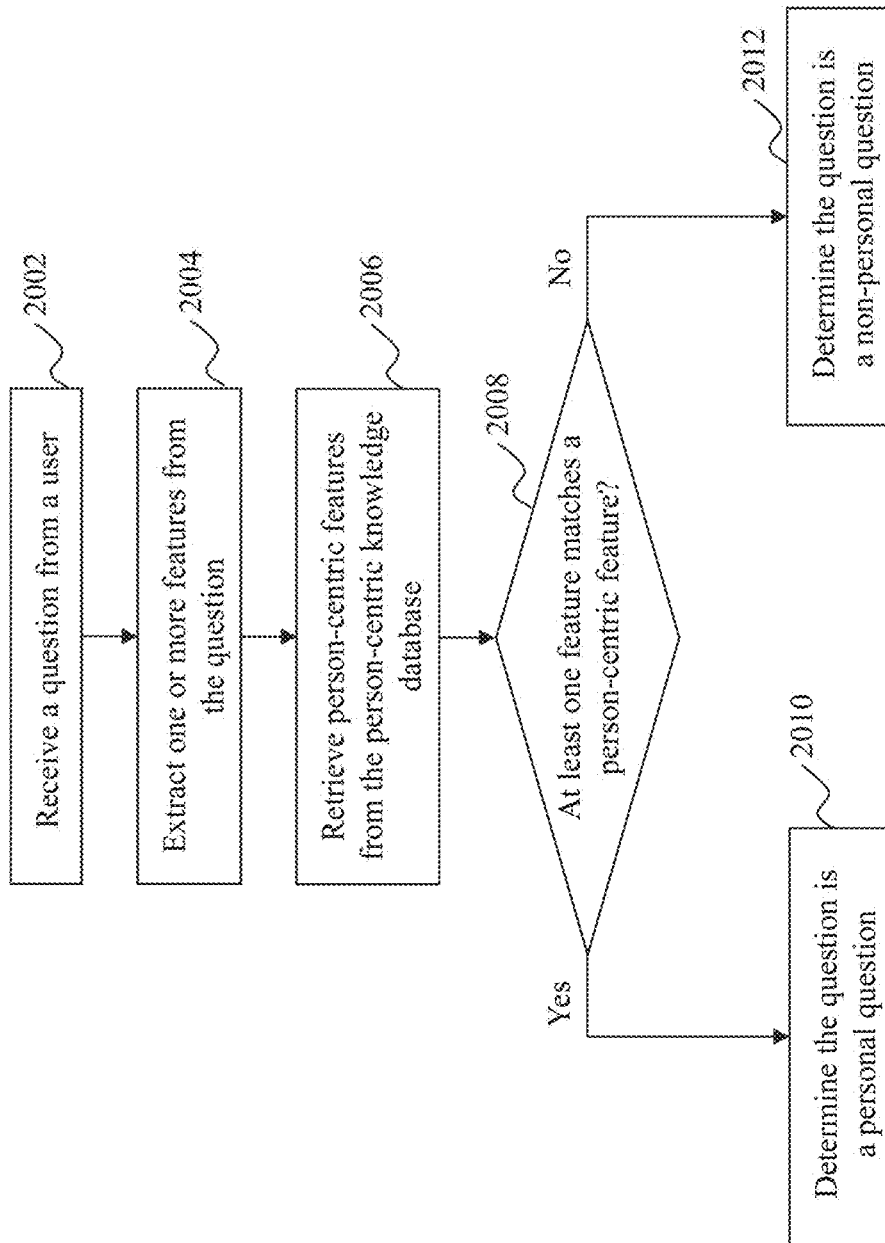 Receive a question from a user
2002
Extract one or more features from
the question
2004
Retrieve person-centric features
from the person-centric knowledge
database
2006
2008
At least one feature matches a
person-centric feature?
Yes
No
2010
Determine the question is
a personal question
2012
Determine the question is
a non-personal question